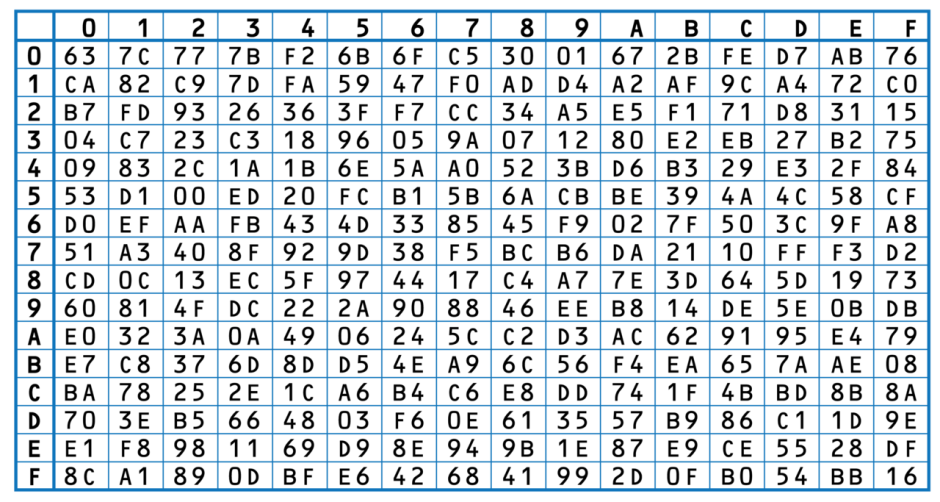 0 1 2 3 4 5 6 7 8 9 A B C D E F
0 63 7C 77 7B F2 6B 6F C5 30 01 67 2B FE D7 AB 76
1 CA 82 C9 7D FA 59 47 F0 AD D4 A2 AF 9C A4 72 C0
2 B7 FD 93 26 36 3F F7 CC 34 A5 E5 F1 71 D8 31 15
3 04 C7 23 C3 18 96 05 9A 07 12 80 E2 EB 27 B2 75
4 09 83 2C 1A 1B 6E 5A A0 52 3B D6 B3 29 E3 2F 84
5 53 D1 00 ED 20 FC B1 5B 6A CB BE 39 4A 4C 58 CF
6 D0 EF AA FB 43 4D 33 85 45 F9 02 7F 50 3C 9F A8
7 51 A3 40 8F 92 9D 38 F5 BC B6 DA 21 10 FF F3 D2
8 CD 0C 13 EC 5F 97 44 17 C4 A7 7E 3D 64 5D 19 73
9 60 81 4F DC 22 2A 90 88 46 EE B8 14 DE 5E 0B DB
A E0 32 3A 0A 49 06 24 5C C2 D3 AC 62 91 95 E4 79
B E7 C8 37 6D 8D D5 4E A9 6C 56 F4 EA 65 7A AE 08
C BA 78 25 2E 1C A6 B4 C6 E8 DD 74 1F 4B BD 8B 8A
D 70 3E B5 66 48 03 F6 0E 61 35 57 B9 86 C1 1D 9E
E E1 F8 98 11 69 D9 8E 94 9B 1E 87 E9 CE 55 28 DF
F 8C A1 89 0D BF E6 42 68 41 99 2D 0F B0 54 BB 16